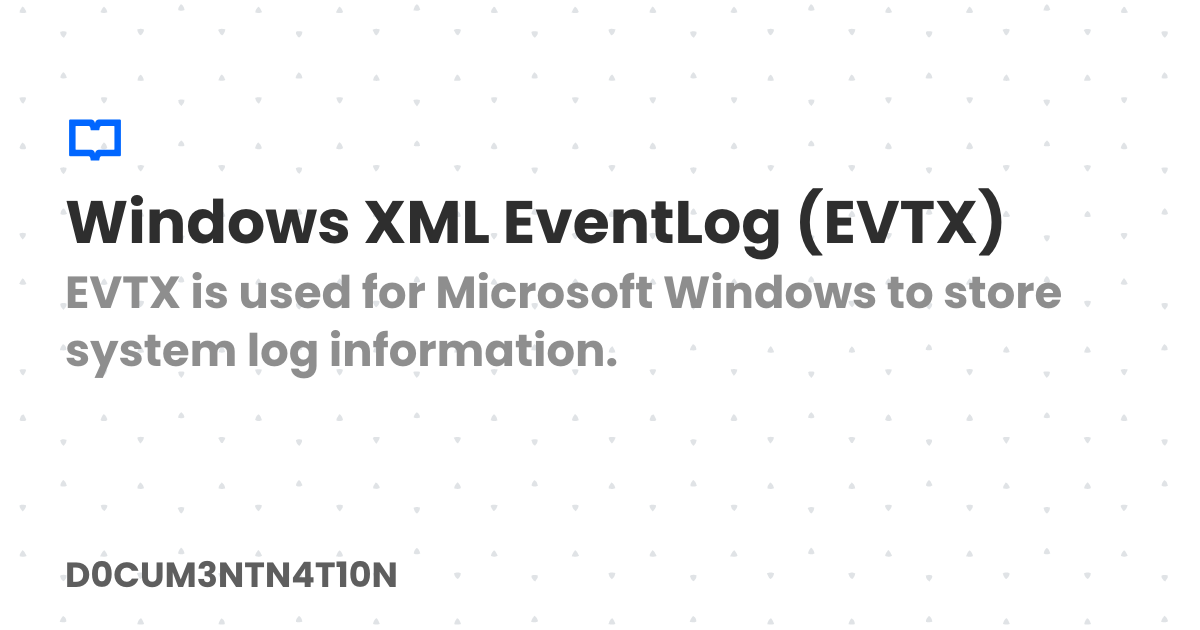 Windows XML EventLog (EVTX)
EVTX is used for Microsoft Windows to store
system log information.
D0CUM3NTN4T10N